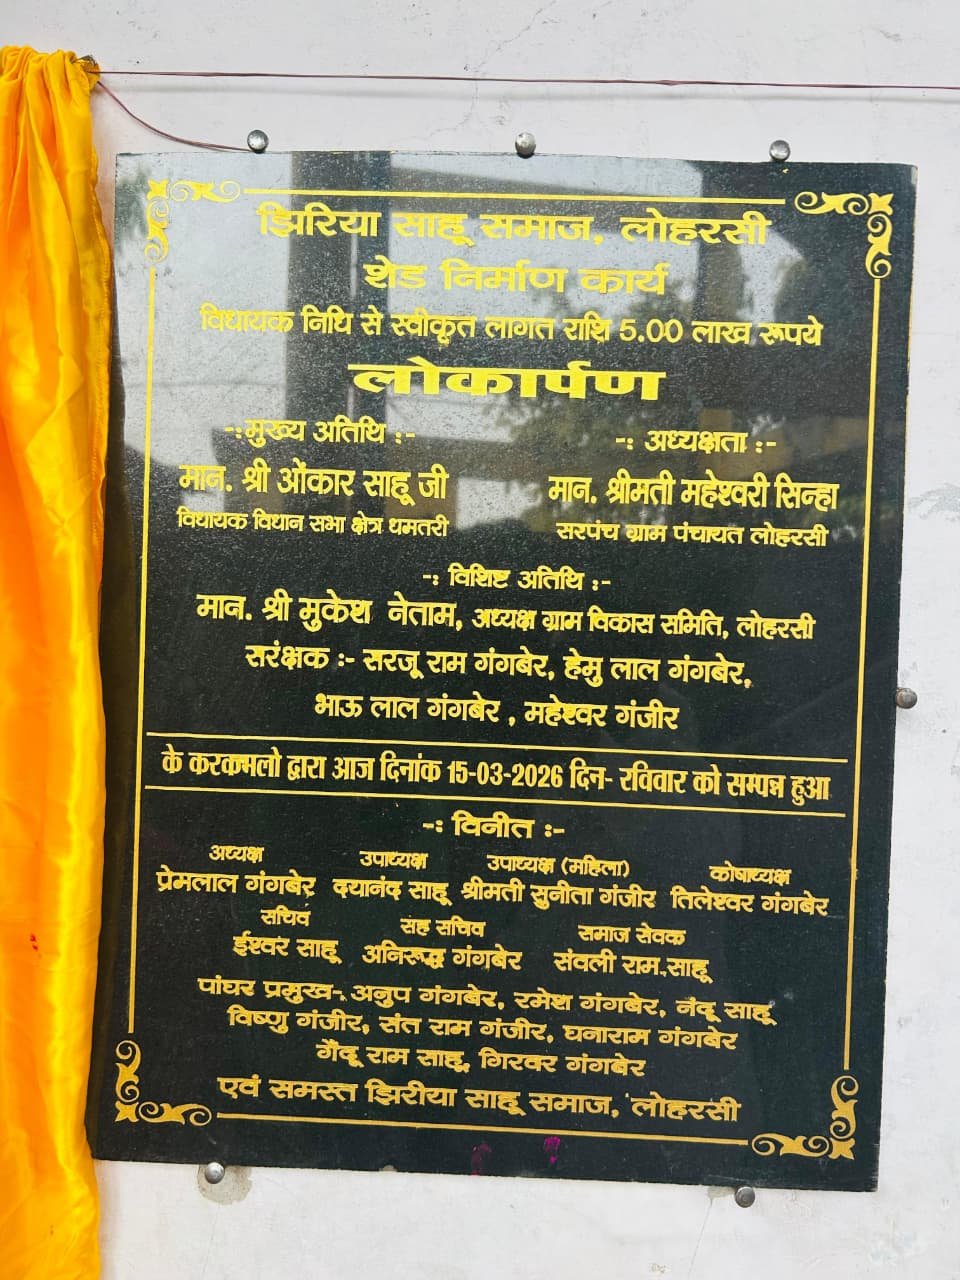 झिरिया साहू समाज, लोहरसी
शेड निर्माण कार्य
विधायक निधि से स्वीकृत लागत राशि 5.00 लाख रूपये
लोकार्पण
-: मुख्य अतिथि :-
मान. श्री ओंकार साहू जी
विधायक विधान सभा क्षेत्र धमतरी
-: अध्यक्षता :-
मान. श्रीमती महेश्वरी सिन्हा
सरपंच ग्राम पंचायत लोहरसी
-: विशिष्ट अतिथि :-
मान. श्री मुकेश नेताम, अध्यक्ष ग्राम विकास समिति, लोहरसी
सरंक्षक :- सरजू राम गंगबेर, हेमु लाल गंगबेर,
भाऊ लाल गंगबेर , महेश्वर गंजीर
के करकमलो द्वारा आज दिनांक 15-03-2026 दिन- रविवार को सम्पन्न हुआ
-: विनीत :-
अध्यक्ष उपाध्यक्ष उपाध्यक्ष (महिला) कोषाध्यक्ष
प्रेमलाल गंगबेर दयानंद साहू श्रीमती सुनीता गंजीर तिलेश्वर गंगबेर
सचिव सह सचिव समाज सेवक
ईश्वर साहू अनिरूद्ध गंगबेर संवली राम.साहू
पांघर प्रमुख-. अनुप गंगबेर, रमेश गंगबेर, नंदू साहू
विष्णु गंजीर, संत राम गंजीर, घनाराम गंगबेर
गैंदू राम साहू, गिरवर गंगबेर
एवं समस्त झिरीया साहू समाज, लोहरसी